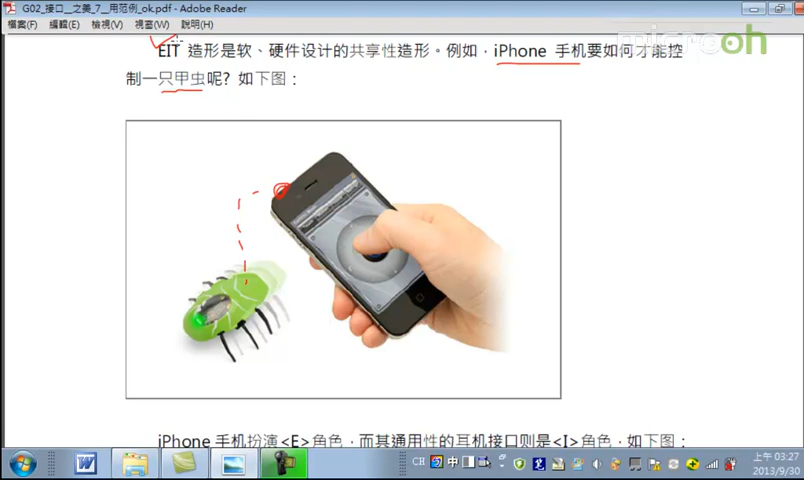 G02_接口__之美_7__用范例_ok.pdf - Adobe Reader
檔案(F) 編輯(E) 檢視(V) 視窗(W) 說明(H)
EIT 造形是软、硬件设计的共享性造形。例如，iPhone 手机要如何才能控
制一只甲虫呢? 如下图：
iPhone 手机扮演<E>角色，而其通用性的耳机接口则是<I>角色，如下图：
CH 中
上午 03:27
2013/9/30